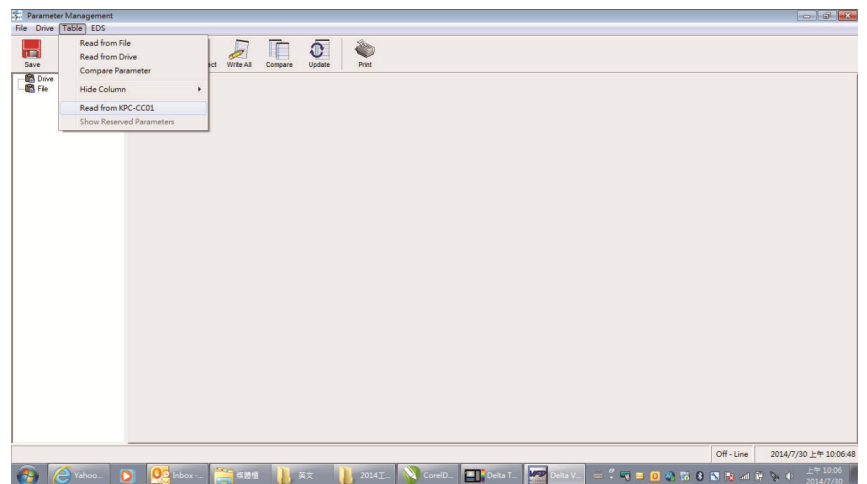 Parameter Management
File Drive Table EDS
Read from File
Read from Drive
Compare Parameter
Hide Column
Read from KPC-CC01
Show Reserved Parameters
Save
ect Write All Compare Update Print
Drive
File
Off - Line 2014/7/30 上午 10:06:48
Yahoo... Inbox -... 媒體櫃 英文 2014工... CorelD... Delta T... Delta V...
上午 10:06
2014/7/30